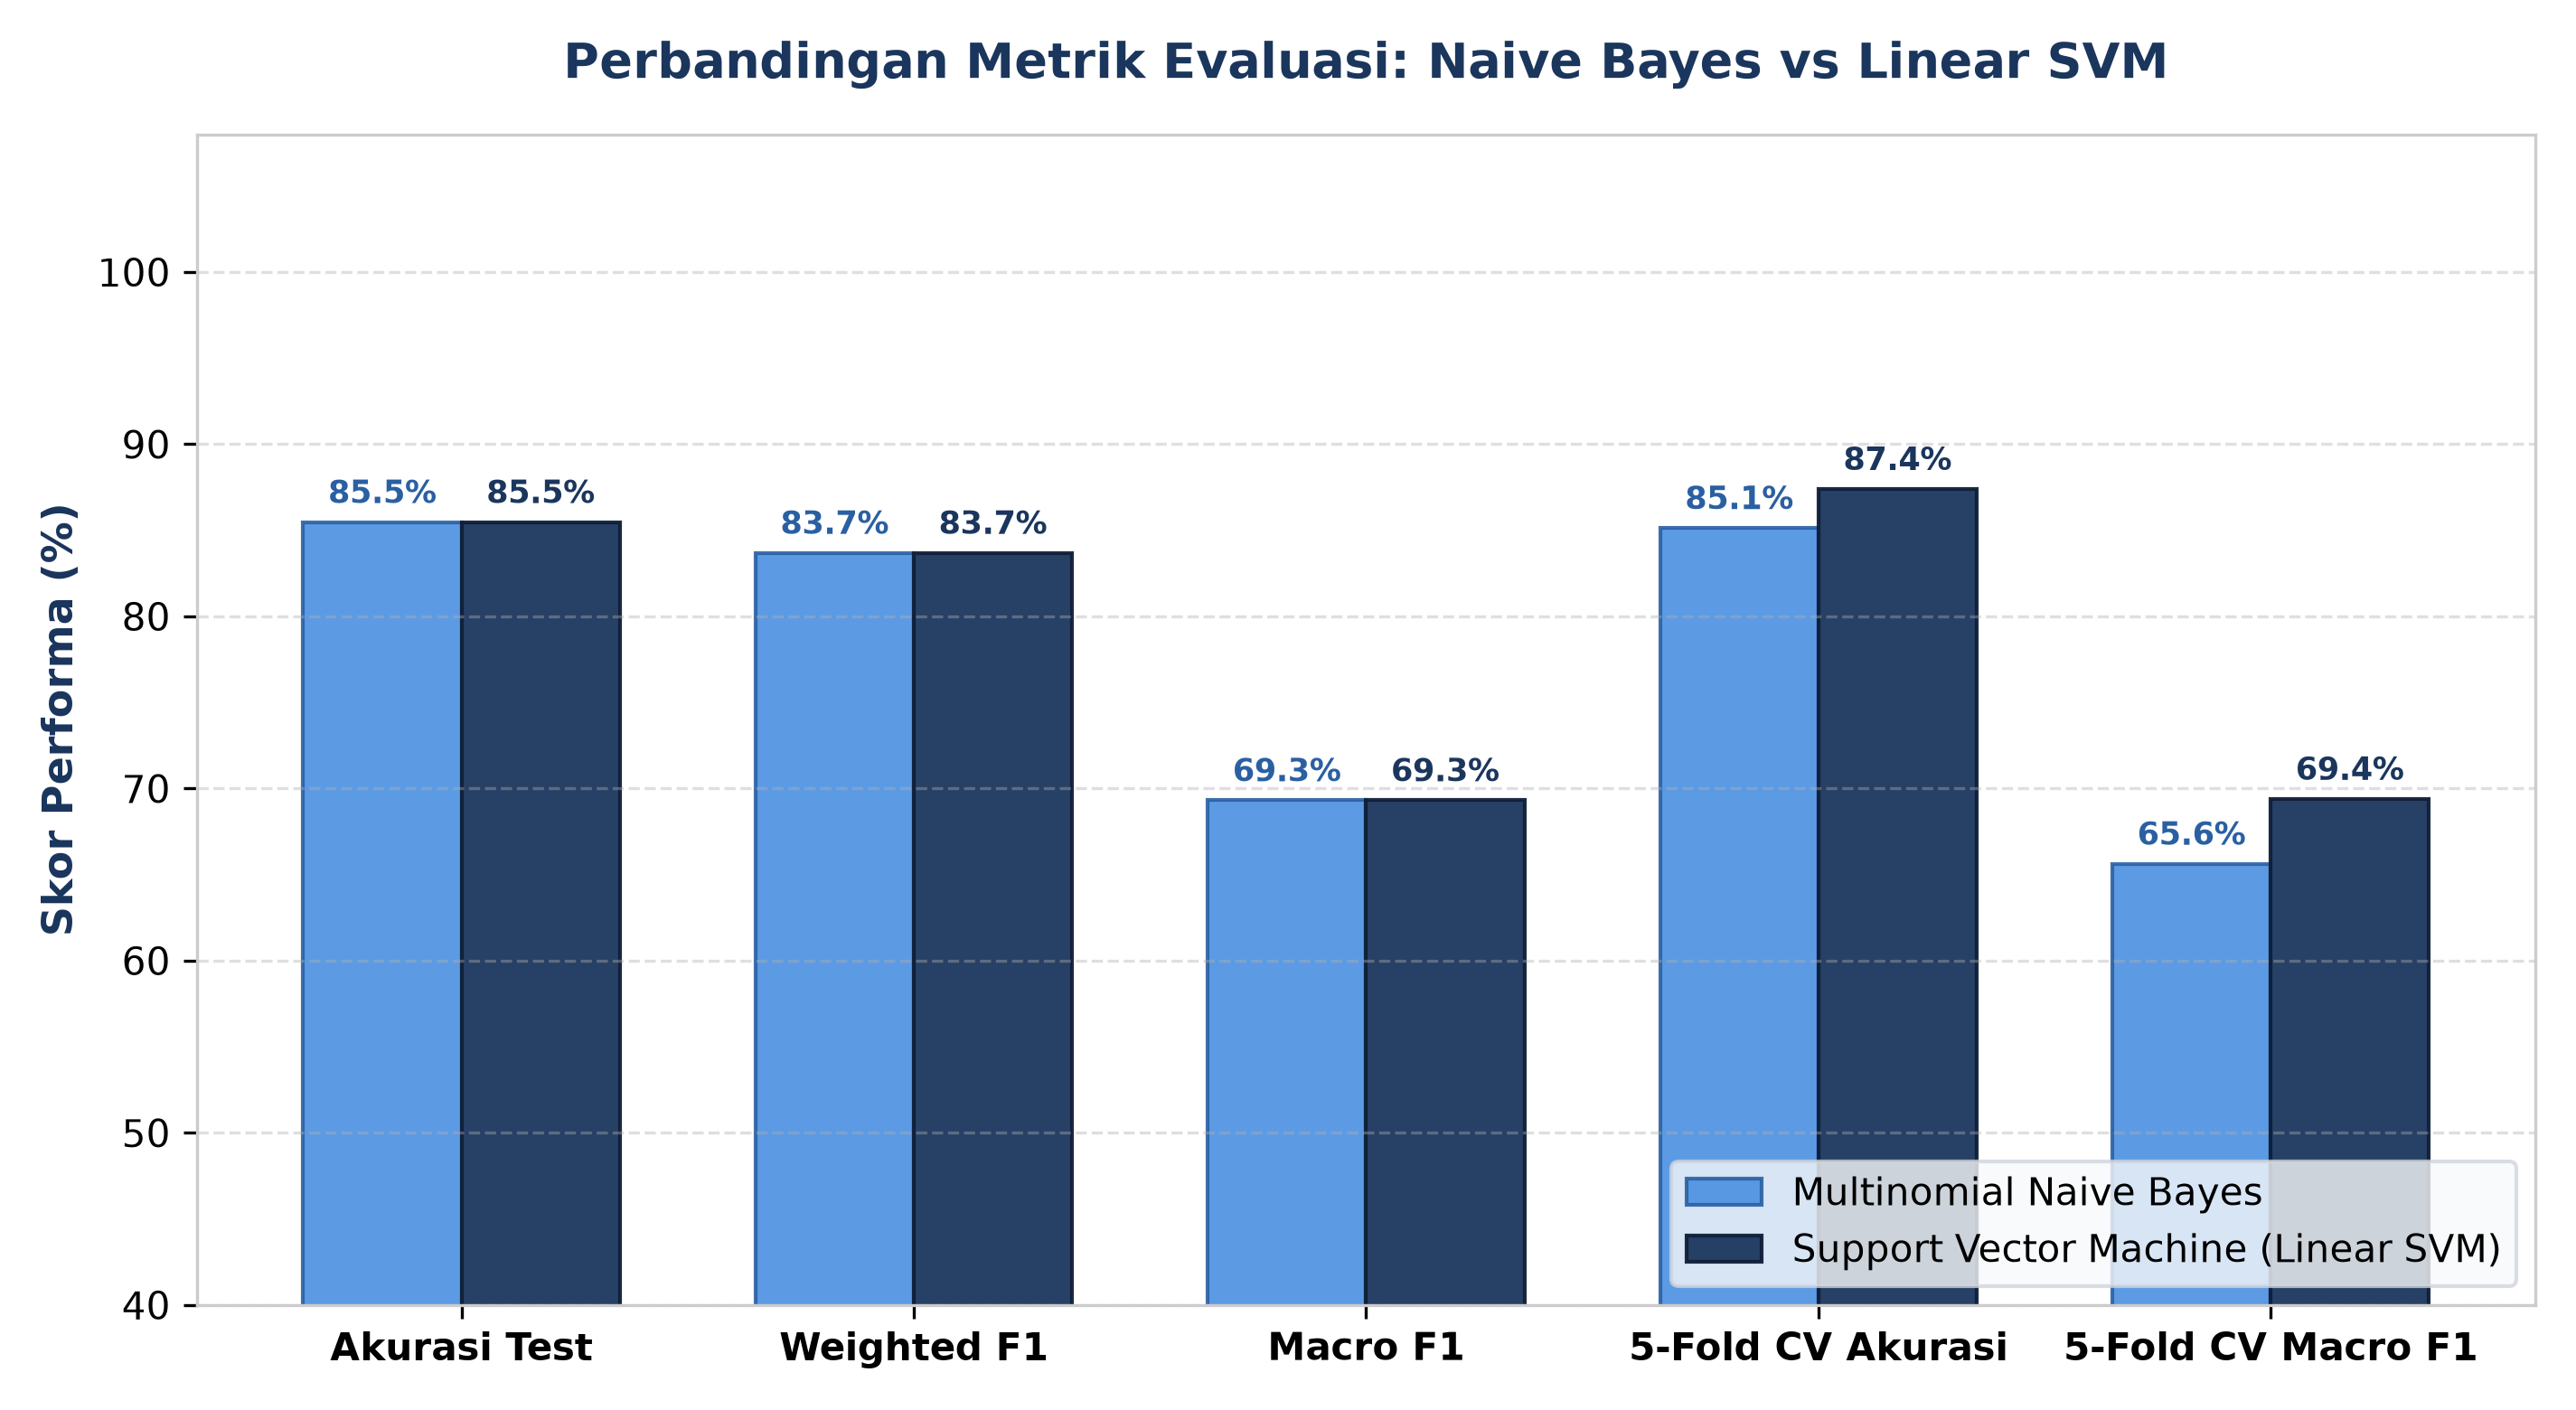 Perbandingan Metrik Evaluasi: Naive Bayes vs Linear SVM
Skor Performa (%)
100
90
80
70
60
50
40
85.5%
85.5%
83.7%
83.7%
69.3%
69.3%
85.1%
87.4%
65.6%
69.4%
Multinomial Naive Bayes
Support Vector Machine (Linear SVM)
Akurasi Test
Weighted F1
Macro F1
5-Fold CV Akurasi
5-Fold CV Macro F1